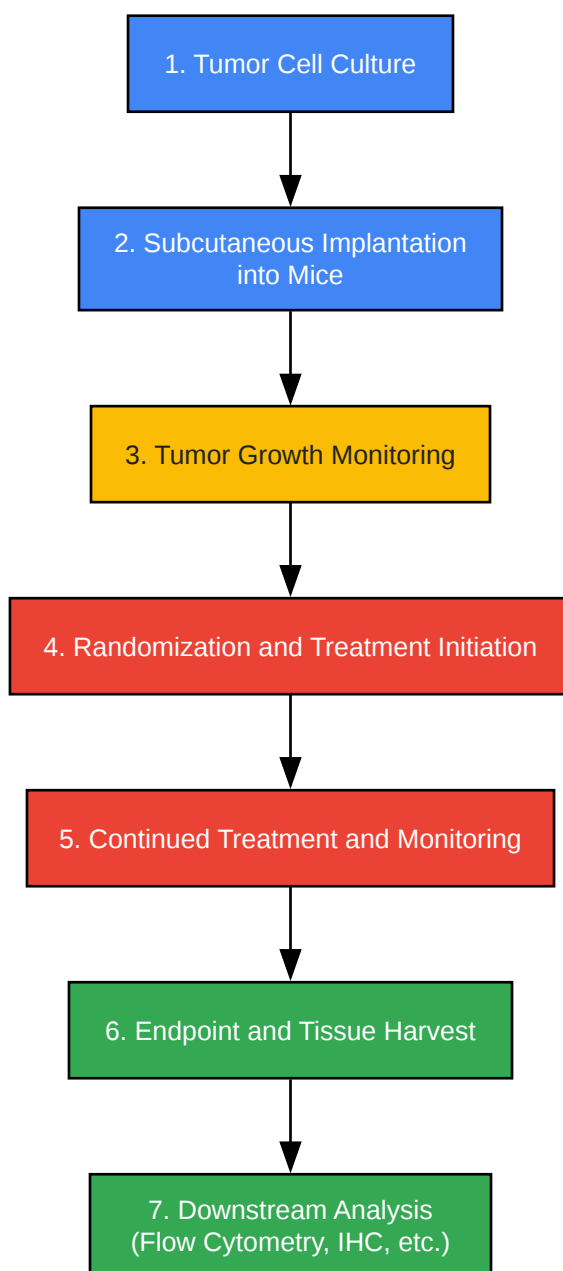 1. Tumor Cell Culture
2. Subcutaneous Implantation
into Mice
3. Tumor Growth Monitoring
4. Randomization and Treatment Initiation
5. Continued Treatment and Monitoring
6. Endpoint and Tissue Harvest
7. Downstream Analysis
(Flow Cytometry, IHC, etc.)